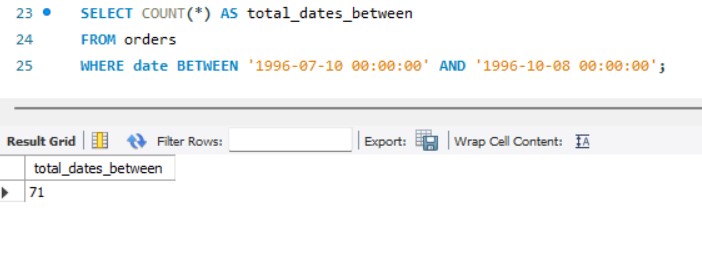 23 SELECT COUNT(*) AS total_dates_between
24 FROM orders
25 WHERE date BETWEEN '1996-07-10 00:00:00' AND '1996-10-08 00:00:00';
Result Grid Filter Rows: Export: Wrap Cell Content: IA
total_dates_between
71